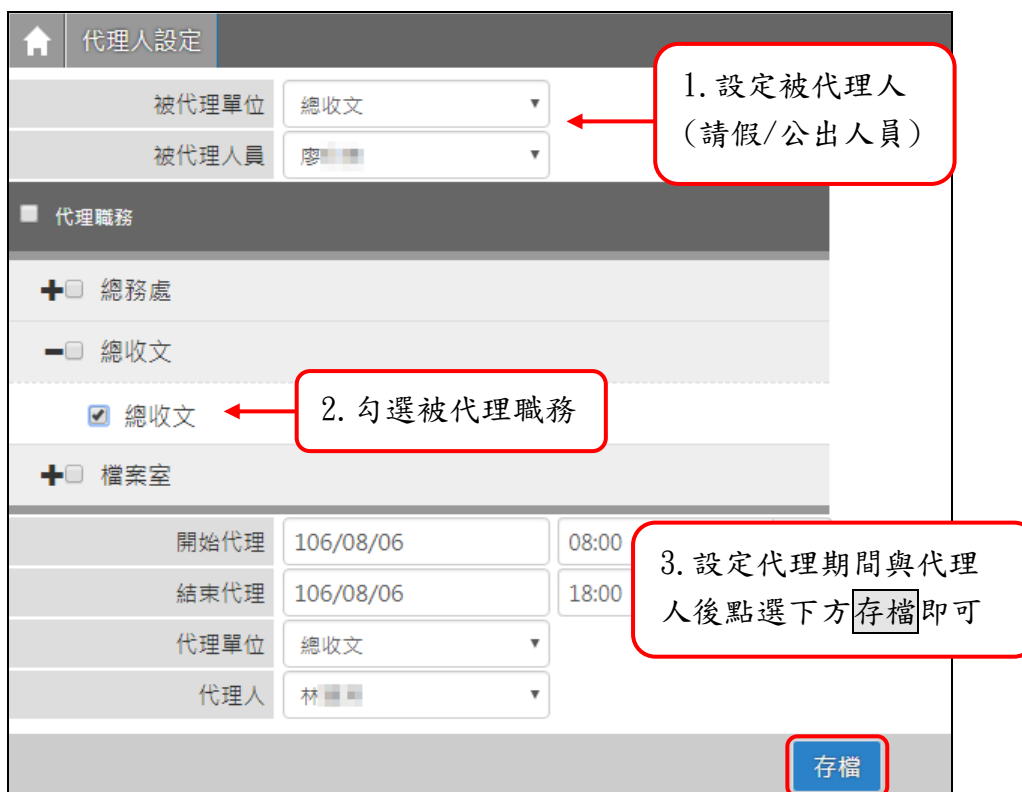 代理人設定
1.設定被代理人
(請假/公出人員)
被代理單位 總收文
被代理人員 廖
代理職務
總務處
總收文
總收文
2.勾選被代理職務
檔案室
開始代理 106/08/06 08:00
結束代理 106/08/06 18:00
3.設定代理期間與代理
人後點選下方存檔即可
代理單位 總收文
代理人 林
存檔